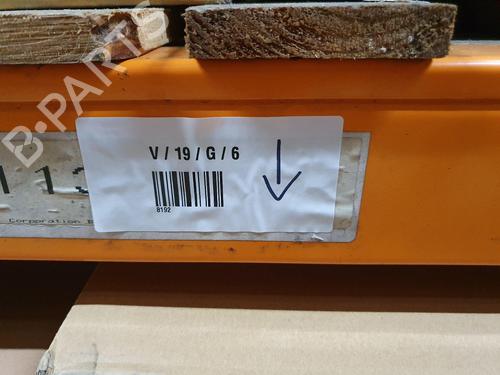 B-PARTS
V / 19 / G / 6
8192
Corporation